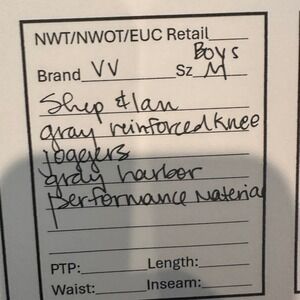 NWT/NWOT/EUC Retail
Boys
Brand VV Sz M
Shep & Ian
gray reinforced knee
joggers
gray harbor
performance material
PTP: Length:
Waist: Inseam: